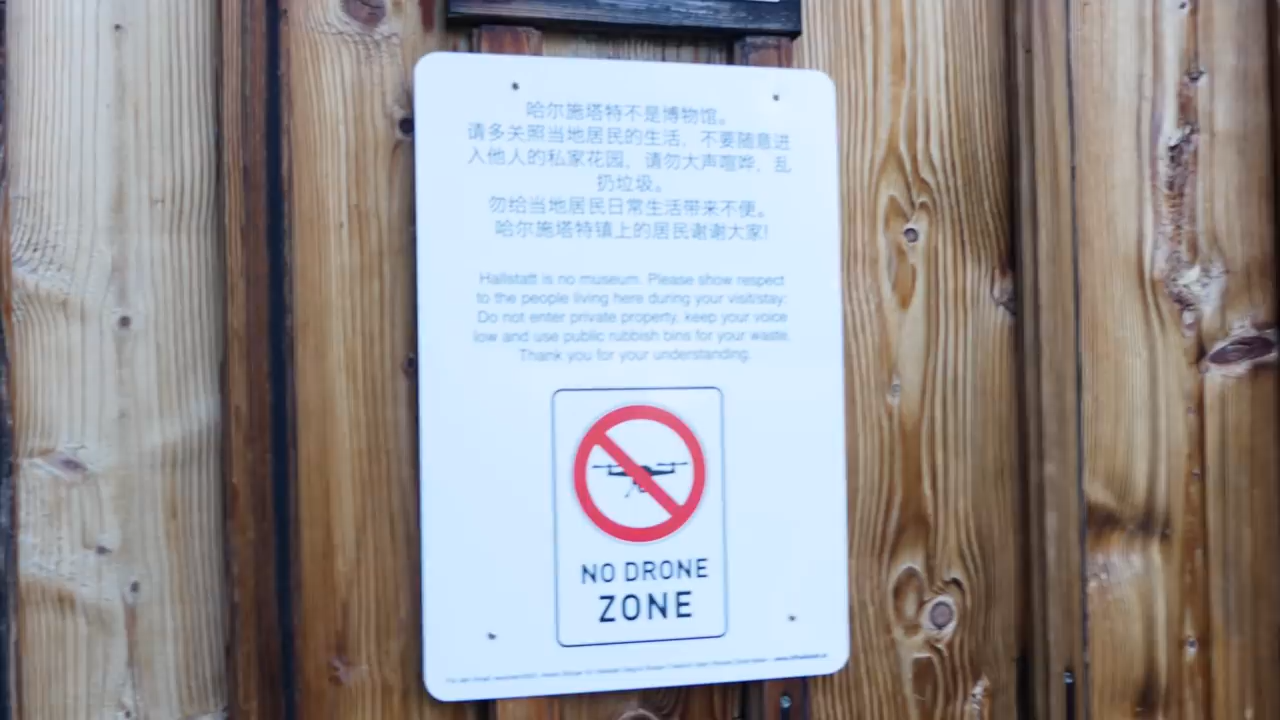 哈尔施塔特不是博物馆。
请多关照当地居民的生活，不要随意进
入他人的私家花园，请勿大声喧哗，乱
扔垃圾。
勿给当地居民日常生活带来不便。
哈尔施塔特镇上的居民谢谢大家!
Hallstatt is no museum. Please show respect
to the people living here during your visit/stay:
Do not enter private property, keep your voice
low and use public rubbish bins for your waste.
Thank you for your understanding.
NO DRONE
ZONE